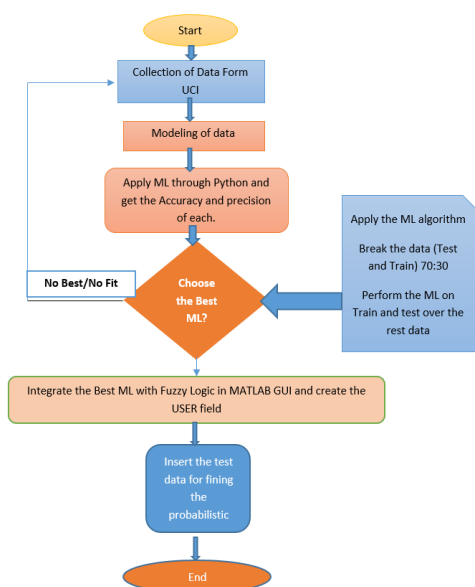 Start
Collection of Data Form
UCI
Modeling of data
Apply ML through Python and
get the Accuracy and precision
of each.
Apply the ML algorithm
Break the data (Test
and Train) 70:30
Perform the ML on
Train and test over the
rest data
No Best/No Fit
Choose
the Best
ML?
Integrate the Best ML with Fuzzy Logic in MATLAB GUI and create the
USER field
Insert the test
data for fining
the
probabilistic
End